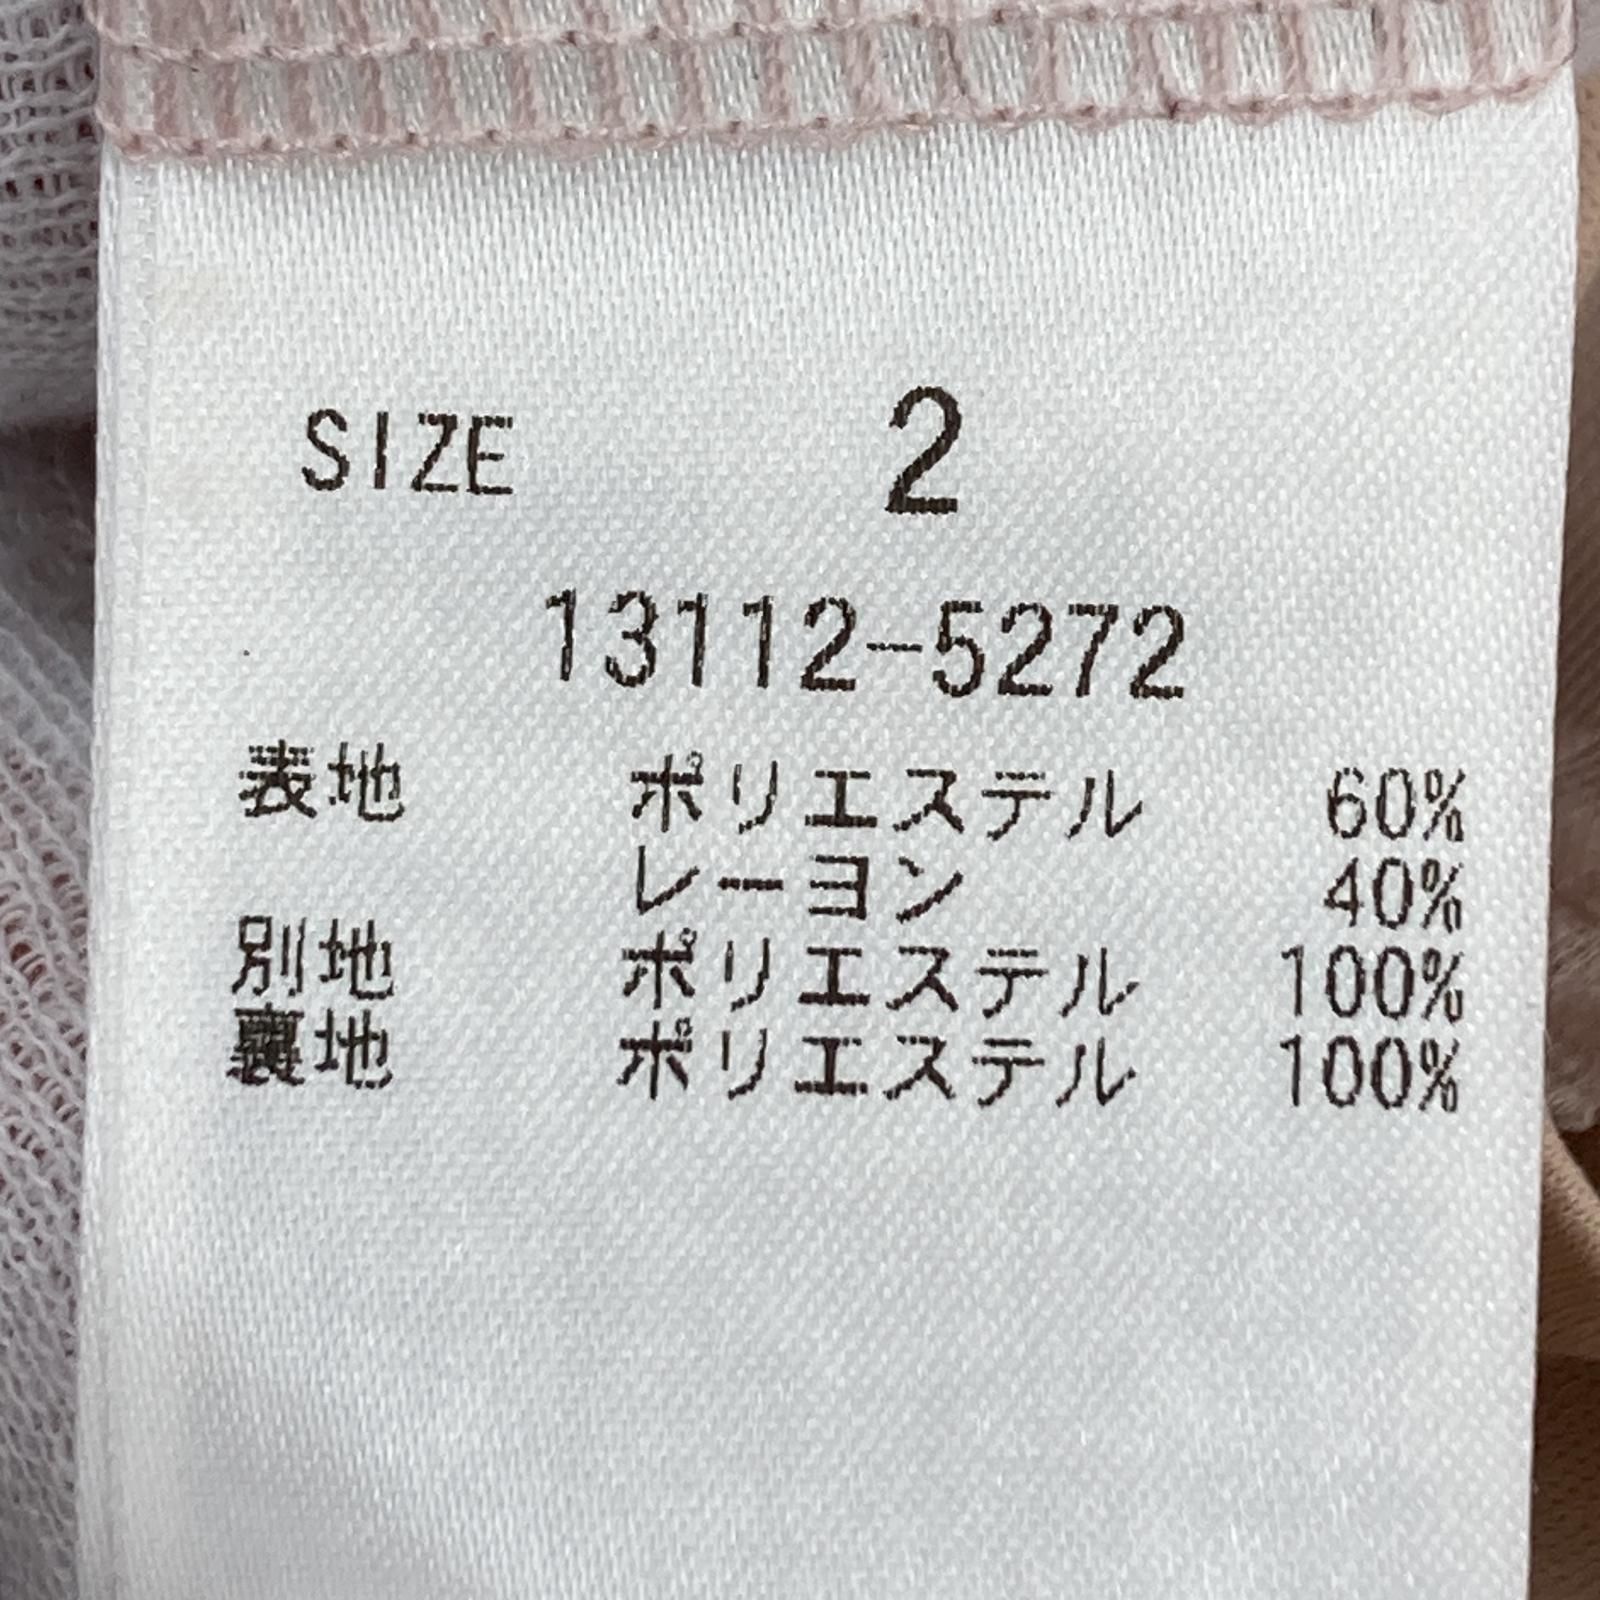 SIZE 2
13112-5272
表地 ポリエステル 60%
レーヨン 40%
別地 ポリエステル 100%
裏地 ポリエステル 100%